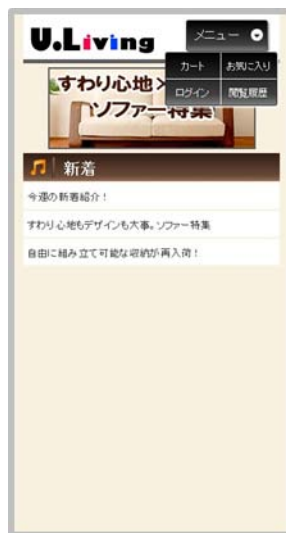 U.Living
メニュー
カート お気に入り
ログイン 閲覧履歴
すわり心地×
ソファー特集
新着
今週の新着紹介！
すわり心地もデザインも大事。ソファー特集
自由に組み立て可能な収納が再入荷！